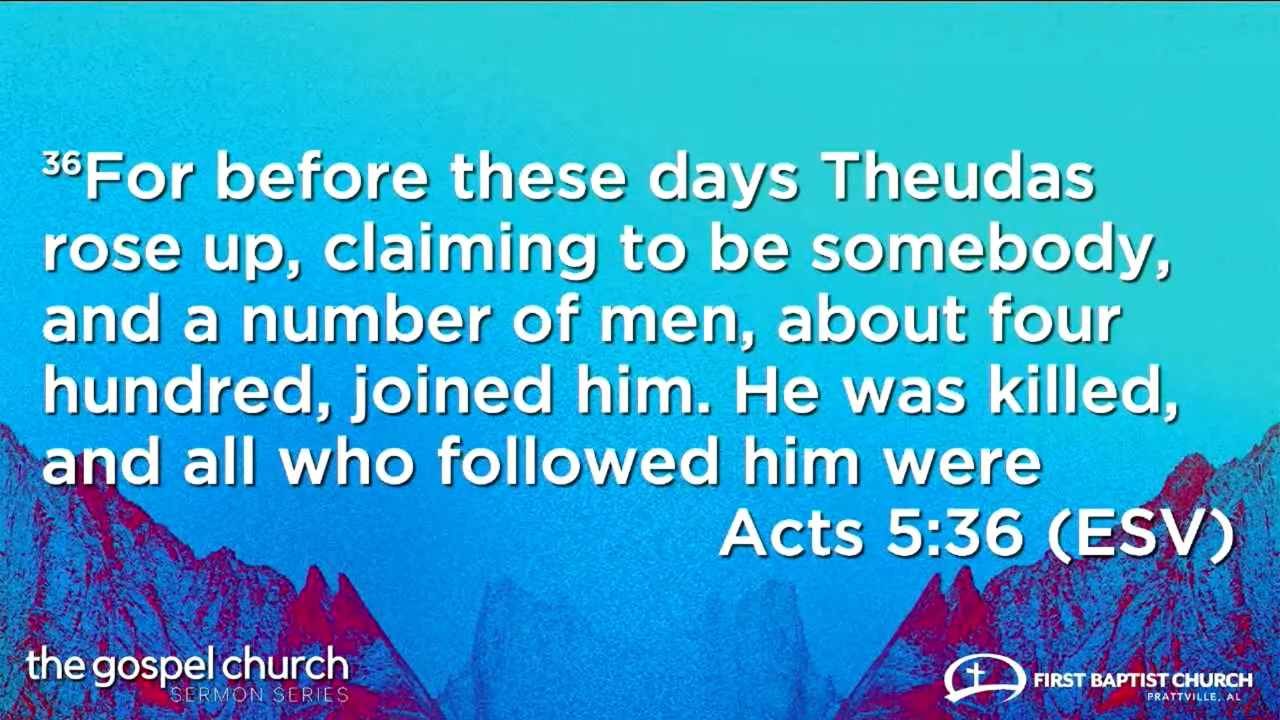 36For before these days Theudas
rose up, claiming to be somebody,
and a number of men, about four
hundred, joined him. He was killed,
and all who followed him were
Acts 5:36 (ESV)
the gospel church
SERMON SERIES
FIRST BAPTIST CHURCH
PRATTVILLE, AL